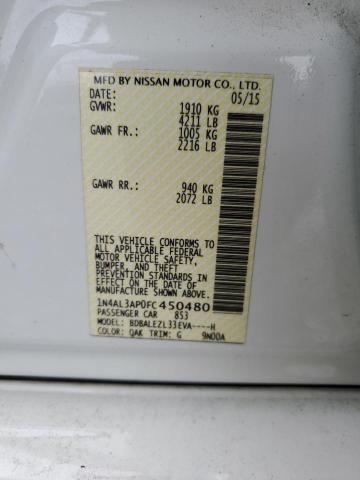 MFD BY NISSAN MOTOR CO., LTD.
DATE: 05/15
GVWR: 1910 KG
4211 LB
GAWR FR: 1005 KG
2216 LB
GAWR RR: 940 KG
2072 LB
THIS VEHICLE CONFORMS TO
ALL APPLICABLE FEDERAL
MOTOR VEHICLE SAFETY,
BUMPER, AND THEFT
PREVENTION STANDARDS IN
EFFECT ON THE DATE OF
MANUFACTURE SHOWN ABOVE.
1N4AL3AP0FC450480
PASSENGER CAR 853
MODEL: BDBALEZL33EVA----H
COLOR: QAK TRIM: G 9N00A